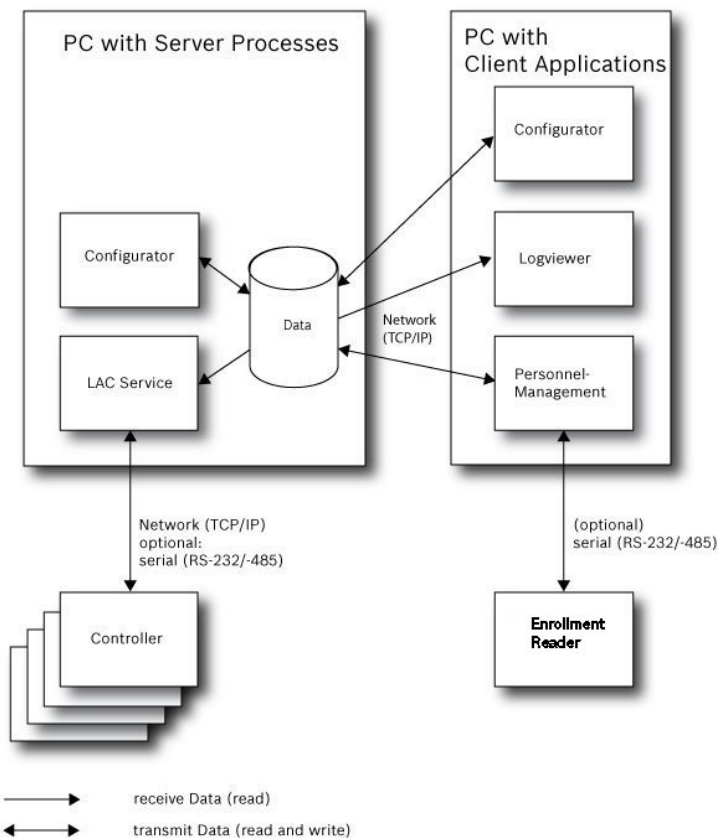 PC with Server Processes
PC with
Client Applications
Configurator
Configurator
Logviewer
Data
Network
(TCP/IP)
LAC Service
Personnel-
Management
Network (TCP/IP)
optional:
serial (RS-232/-485)
(optional)
serial (RS-232/-485)
Controller
Enrollment
Reader
receive Data (read)
transmit Data (read and write)